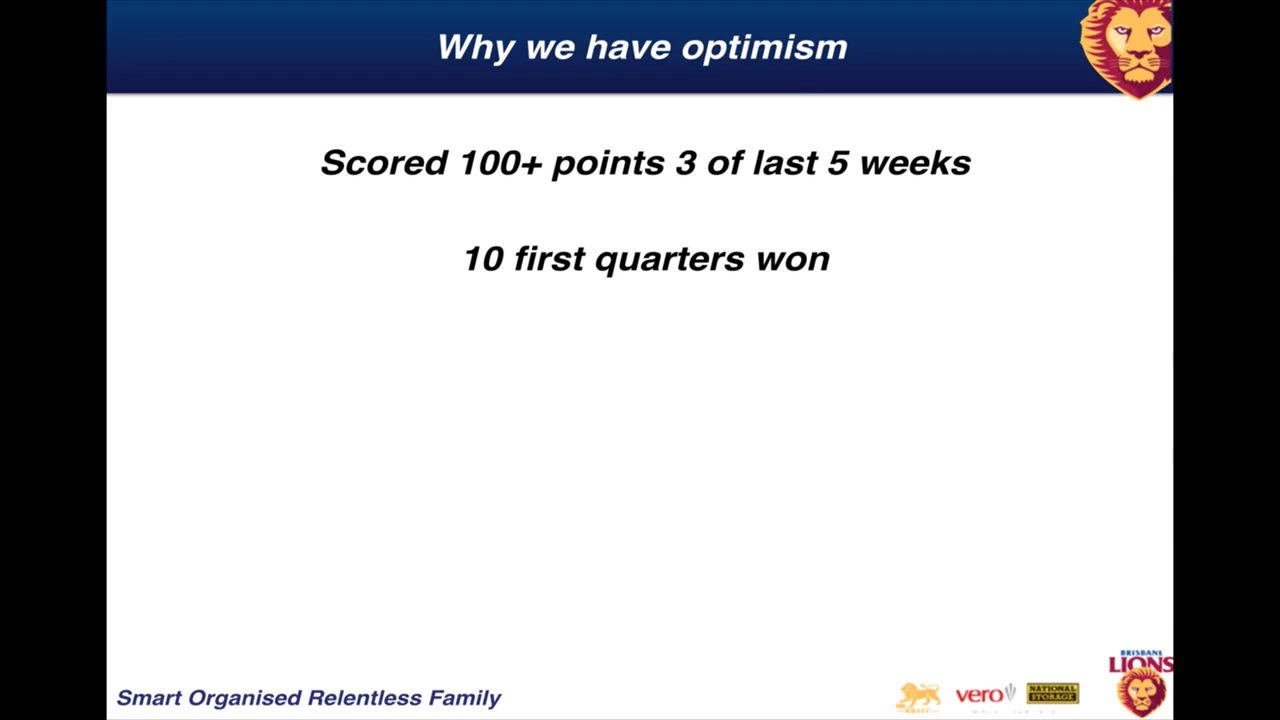 Why we have optimism
Scored 100+ points 3 of last 5 weeks
10 first quarters won
Smart Organised Relentless Family
vero
NATIONAL
STORAGE
BRISBANE
LIONS